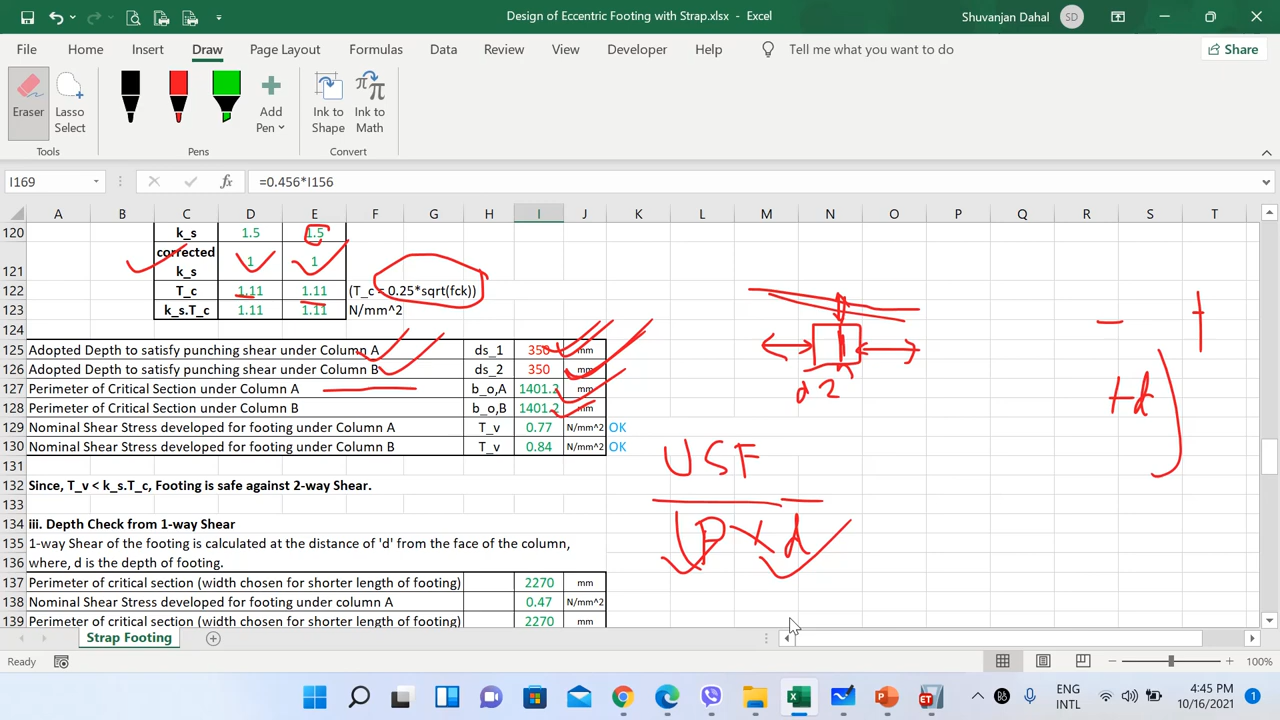 Design of Eccentric Footing with Strap.xlsx - Excel
Shuvanjan Dahal
SD
File Home Insert Draw Page Layout Formulas Data Review View Developer Help Tell me what you want to do
Share
Eraser
Lasso Select
Add Pen
Ink to Shape
Ink to Math
Tools Pens Convert
I169 fx =0.456*I156
A B C D E F G H I J K L M N O P Q R S T
120 k_s 1.5 1.5
121 corrected k_s 1 1
122 T_c 1.11 1.11 (T_c = 0.25*sqrt(fck))
123 k_s.T_c 1.11 1.11 N/mm^2
124
125 Adopted Depth to satisfy punching shear under Column A ds_1 350 mm
126 Adopted Depth to satisfy punching shear under Column B ds_2 350 mm
127 Perimeter of Critical Section under Column A b_o,A 1401.2 mm
128 Perimeter of Critical Section under Column B b_o,B 1401.2 mm
129 Nominal Shear Stress developed for footing under Column A T_v 0.77 N/mm^2 OK
130 Nominal Shear Stress developed for footing under Column B T_v 0.84 N/mm^2 OK
131
132 Since, T_v < k_s.T_c, Footing is safe against 2-way Shear.
133
134 iii. Depth Check from 1-way Shear
135 1-way Shear of the footing is calculated at the distance of 'd' from the face of the column,
136 where, d is the depth of footing.
137 Perimeter of critical section (width chosen for shorter length of footing) 2270 mm
138 Nominal Shear Stress developed for footing under column A 0.47 N/mm^2
139 Perimeter of critical section (width chosen for shorter length of footing) 2270 mm
d 2
+d
USF
P x d
Strap Footing
Ready
100%
ENG
INTL
4:45 PM
10/16/2021
1